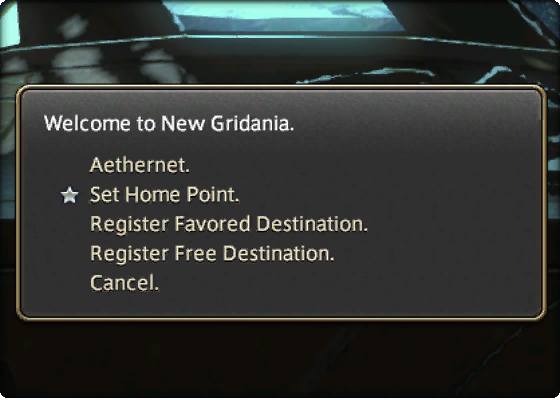 Welcome to New Gridania.
Aethernet.
Set Home Point.
Register Favored Destination.
Register Free Destination.
Cancel.